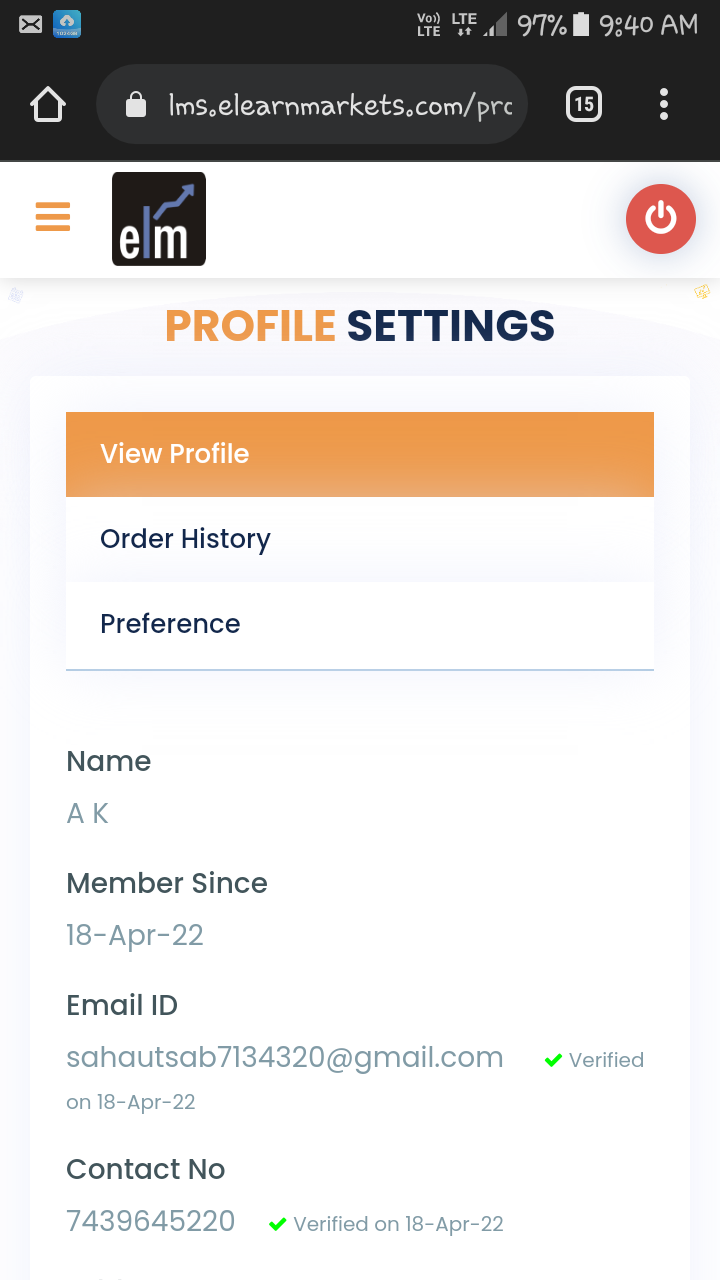 Vo)) LTE LTE 97% 9:40 AM
lms.elearnmarkets.com/pro
15
elm
PROFILE SETTINGS
View Profile
Order History
Preference
Name
A K
Member Since
18-Apr-22
Email ID
sahautsab7134320@gmail.com Verified
on 18-Apr-22
Contact No
7439645220 Verified on 18-Apr-22